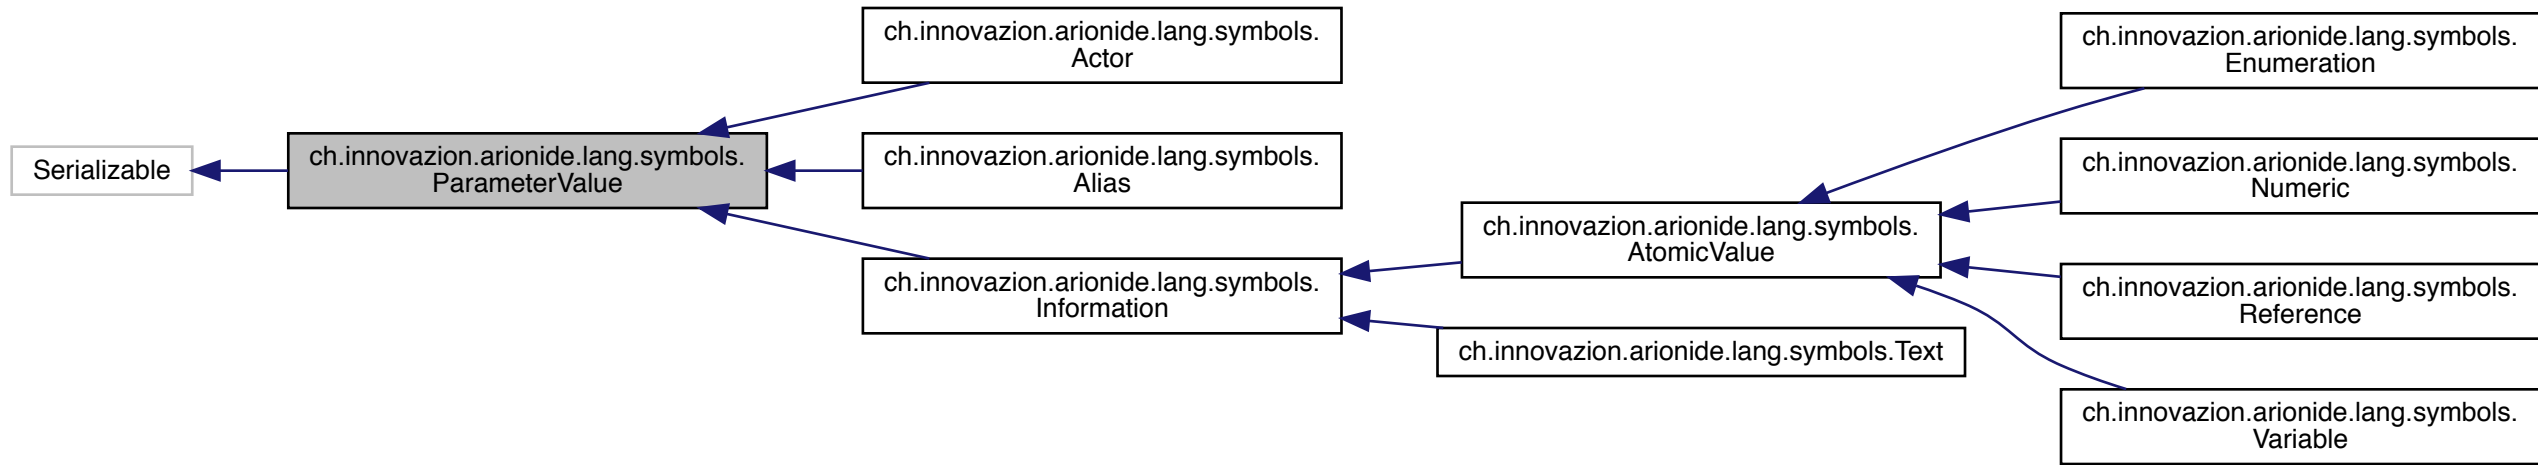 Serializable
ch.innovazion.arionide.lang.symbols.
ParameterValue
ch.innovazion.arionide.lang.symbols.
Actor
ch.innovazion.arionide.lang.symbols.
Alias
ch.innovazion.arionide.lang.symbols.
Information
ch.innovazion.arionide.lang.symbols.
AtomicValue
ch.innovazion.arionide.lang.symbols.Text
ch.innovazion.arionide.lang.symbols.
Enumeration
ch.innovazion.arionide.lang.symbols.
Numeric
ch.innovazion.arionide.lang.symbols.
Reference
ch.innovazion.arionide.lang.symbols.
Variable